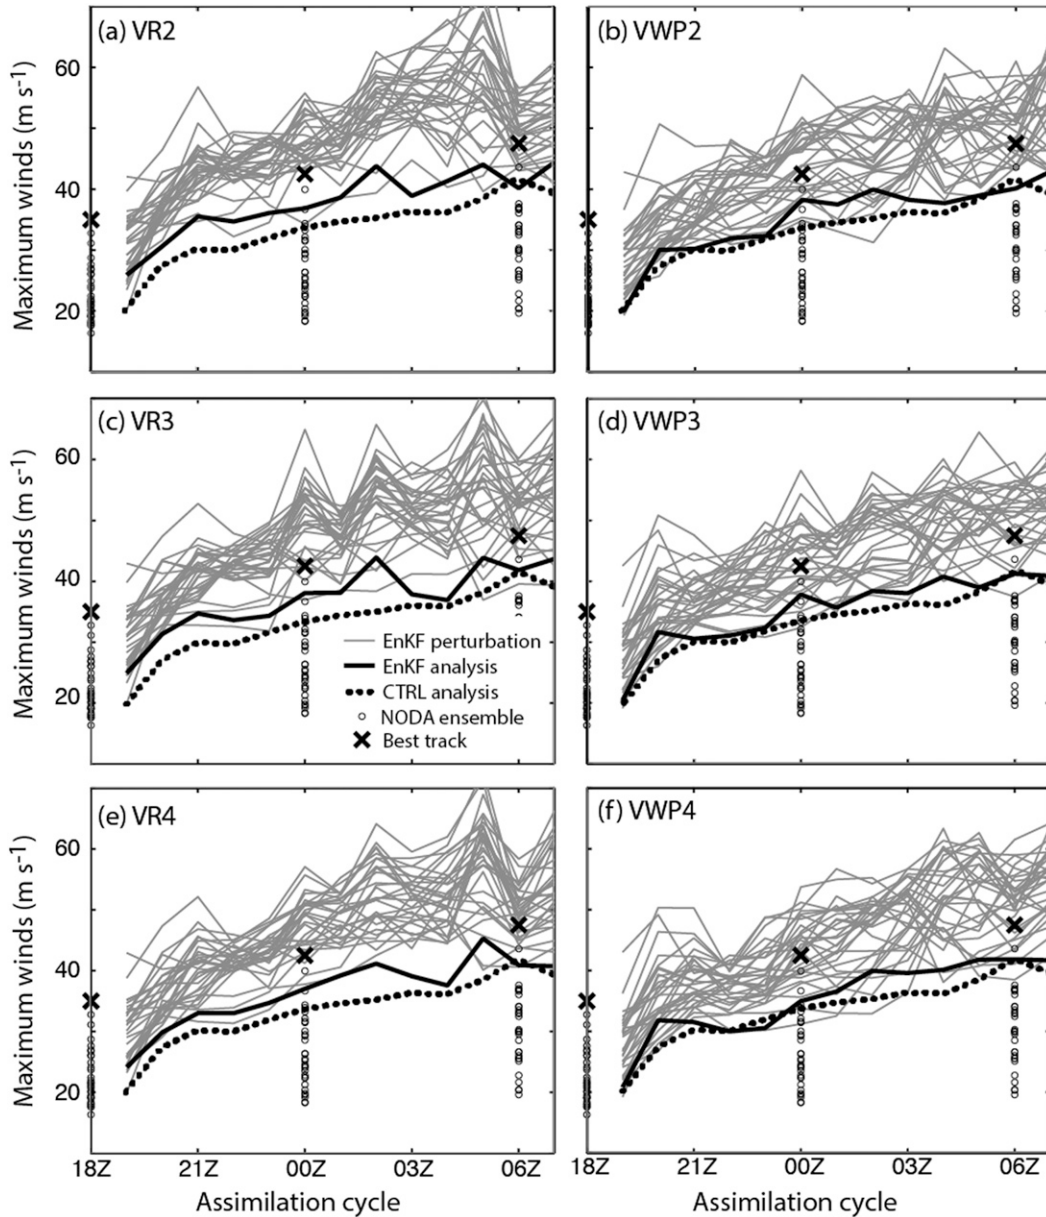 (a) VR2
(b) VWP2
Maximum winds (m s⁻¹)
60
40
20
(c) VR3
(d) VWP3
Maximum winds (m s⁻¹)
60
40
20
EnKF perturbation
EnKF analysis
CTRL analysis
NODA ensemble
Best track
(e) VR4
(f) VWP4
Maximum winds (m s⁻¹)
60
40
20
18Z 21Z 00Z 03Z 06Z 18Z 21Z 00Z 03Z 06Z
Assimilation cycle Assimilation cycle